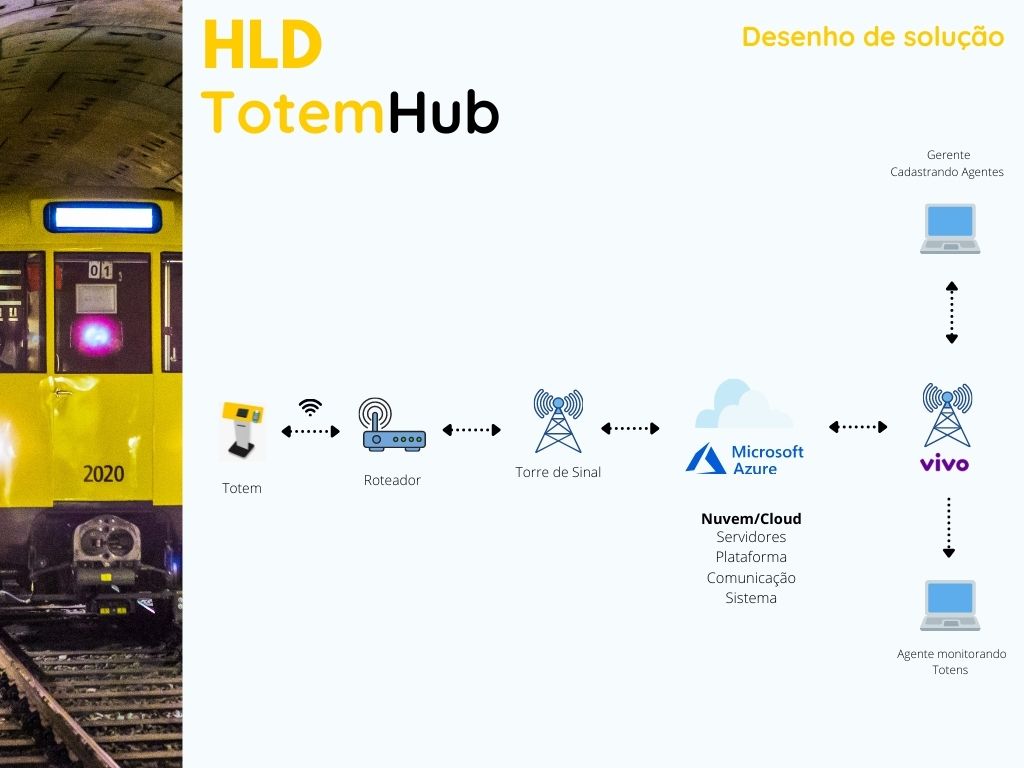 HLD
TotemHub
Desenho de solução
Gerente
Cadastrando Agentes
01
2020
Totem
Roteador
Torre de Sinal
Microsoft
Azure
vivo
Nuvem/Cloud
Servidores
Plataforma
Comunicação
Sistema
Agente monitorando
Totens